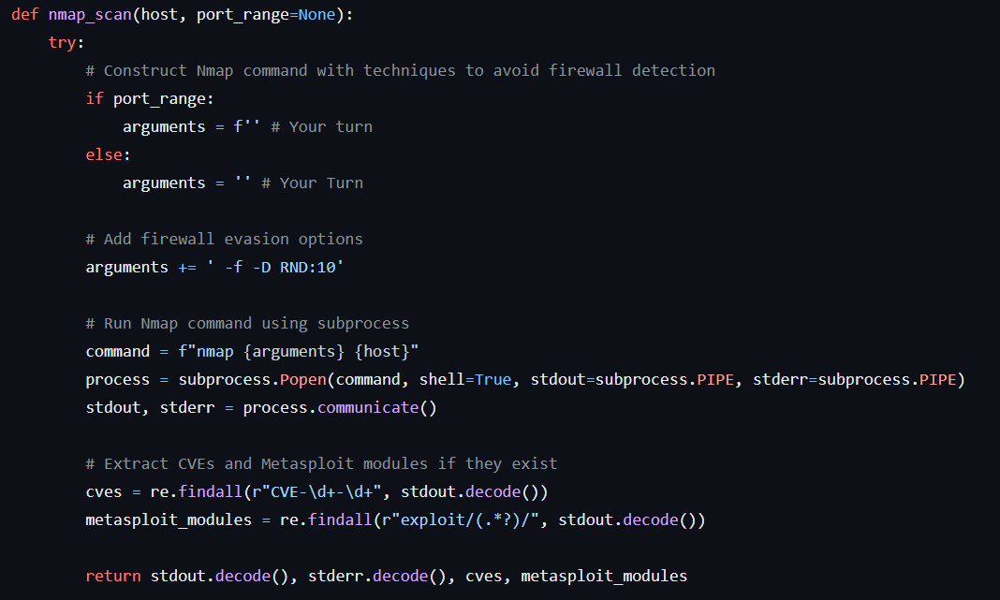 def nmap_scan(host, port_range=None):
    try:
        # Construct Nmap command with techniques to avoid firewall detection
        if port_range:
            arguments = f'' # Your turn
        else:
            arguments = '' # Your Turn

        # Add firewall evasion options
        arguments += ' -f -D RND:10'

        # Run Nmap command using subprocess
        command = f"nmap {arguments} {host}"
        process = subprocess.Popen(command, shell=True, stdout=subprocess.PIPE, stderr=subprocess.PIPE)
        stdout, stderr = process.communicate()

        # Extract CVEs and Metasploit modules if they exist
        cves = re.findall(r"CVE-\d+-\d+", stdout.decode())
        metasploit_modules = re.findall(r"exploit/(.*?)/", stdout.decode())

        return stdout.decode(), stderr.decode(), cves, metasploit_modules